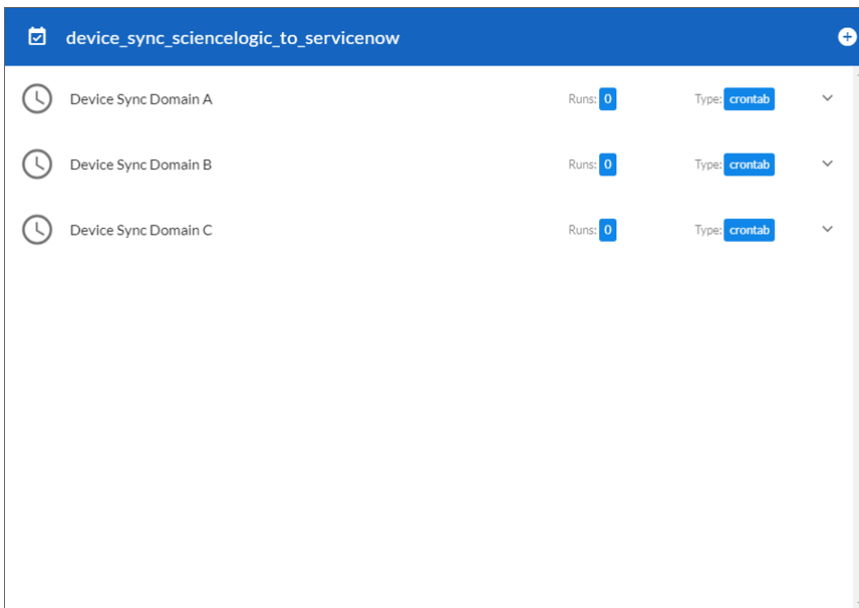 device_sync_sciencelogic_to_servicenow
Device Sync Domain A Runs: 0 Type: crontab
Device Sync Domain B Runs: 0 Type: crontab
Device Sync Domain C Runs: 0 Type: crontab